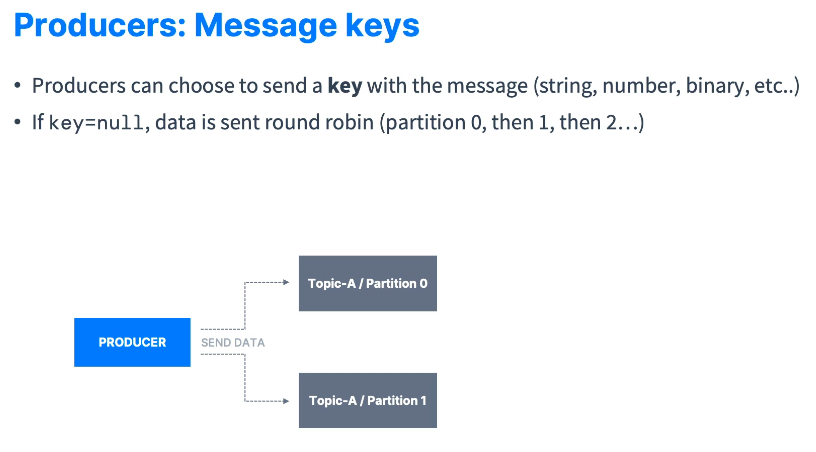 Producers: Message keys
• Producers can choose to send a key with the message (string, number, binary, etc..)
• If key=null, data is sent round robin (partition 0, then 1, then 2...)
Topic-A / Partition 0
PRODUCER
SEND DATA
Topic-A / Partition 1